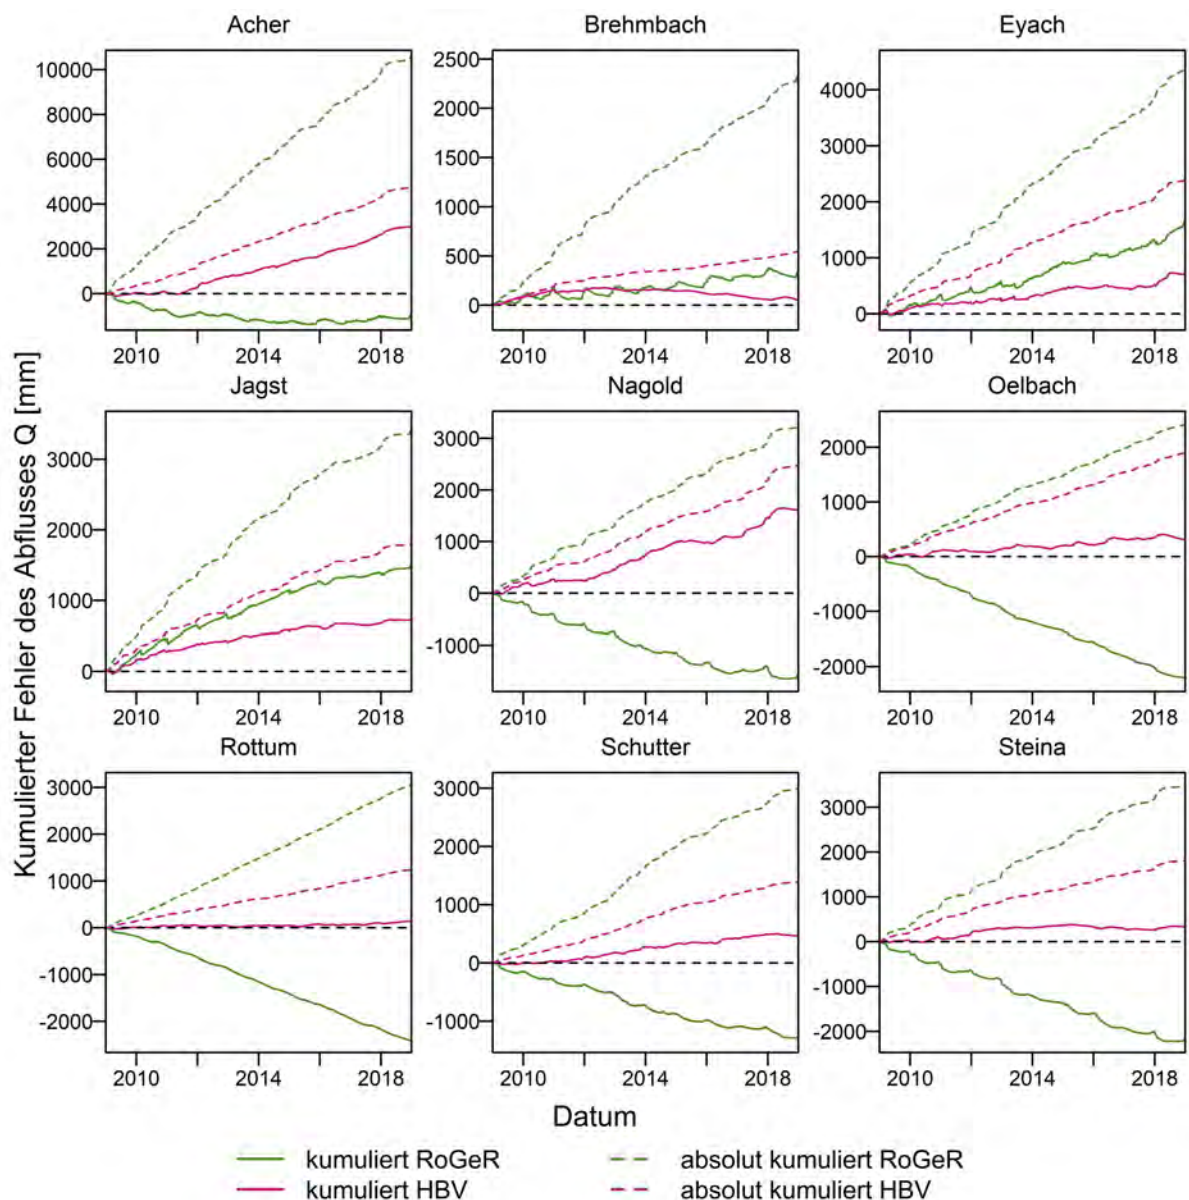 Acher
Brehmbach
Eyach
10000
8000
6000
4000
2000
0
2500
2000
1500
1000
500
0
4000
3000
2000
1000
0
2010 2014 2018
2010 2014 2018
2010 2014 2018
Jagst
Nagold
Oelbach
3000
2000
1000
0
3000
2000
1000
0
-1000
2000
1000
0
-1000
-2000
2010 2014 2018
2010 2014 2018
2010 2014 2018
Rottum
Schutter
Steina
3000
2000
1000
0
-1000
-2000
3000
2000
1000
0
-1000
3000
2000
1000
0
-1000
-2000
2010 2014 2018
2010 2014 2018
2010 2014 2018
Kumulierter Fehler des Abflusses Q [mm]
Datum
kumuliert RoGeR
absolut kumuliert RoGeR
kumuliert HBV
absolut kumuliert HBV